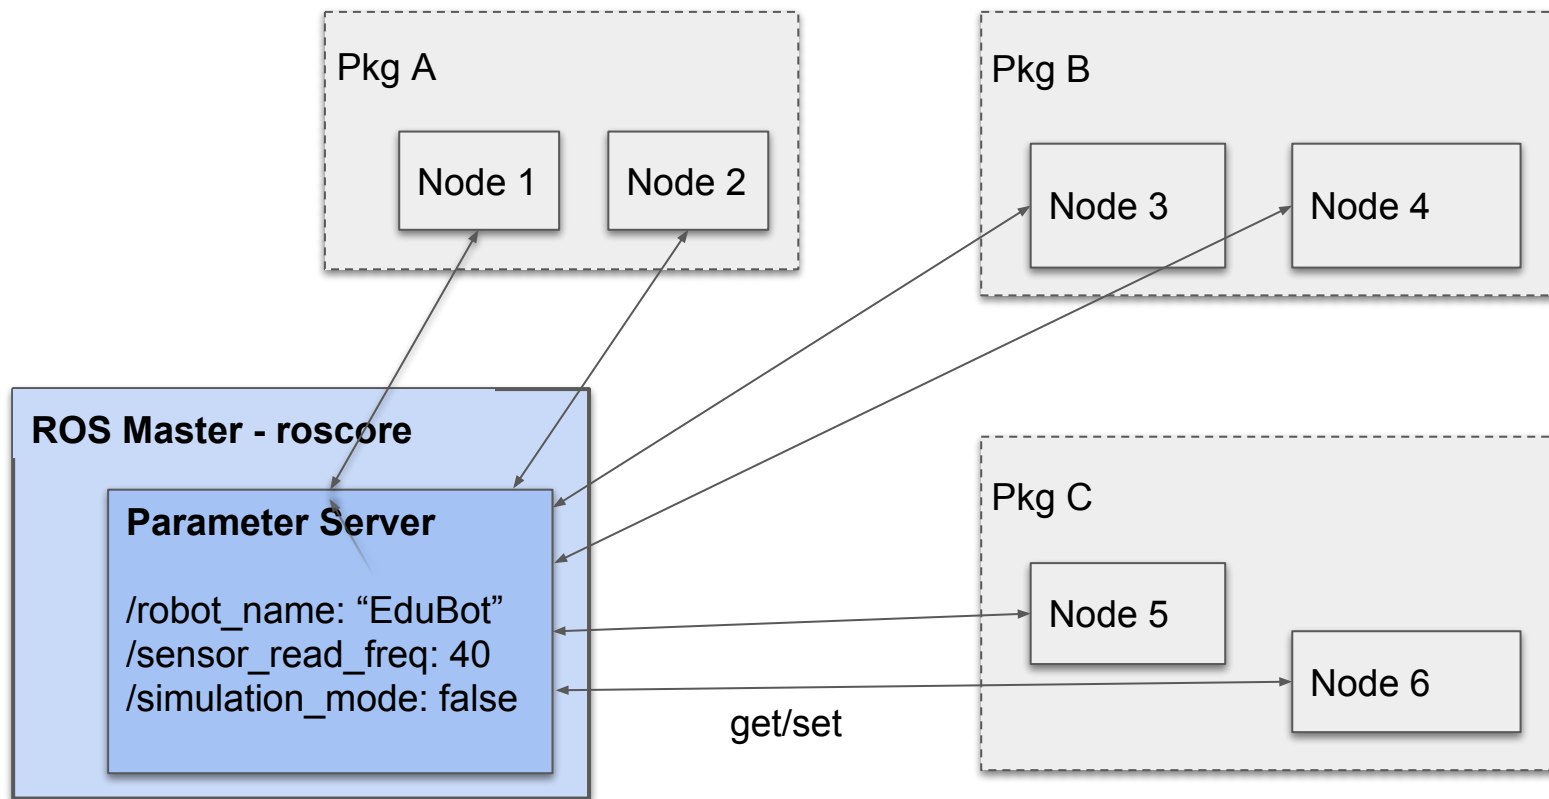 Pkg A
Node 1
Node 2
Pkg B
Node 3
Node 4
ROS Master - roscore
Parameter Server
/robot_name: “EduBot”
/sensor_read_freq: 40
/simulation_mode: false
Pkg C
Node 5
Node 6
get/set